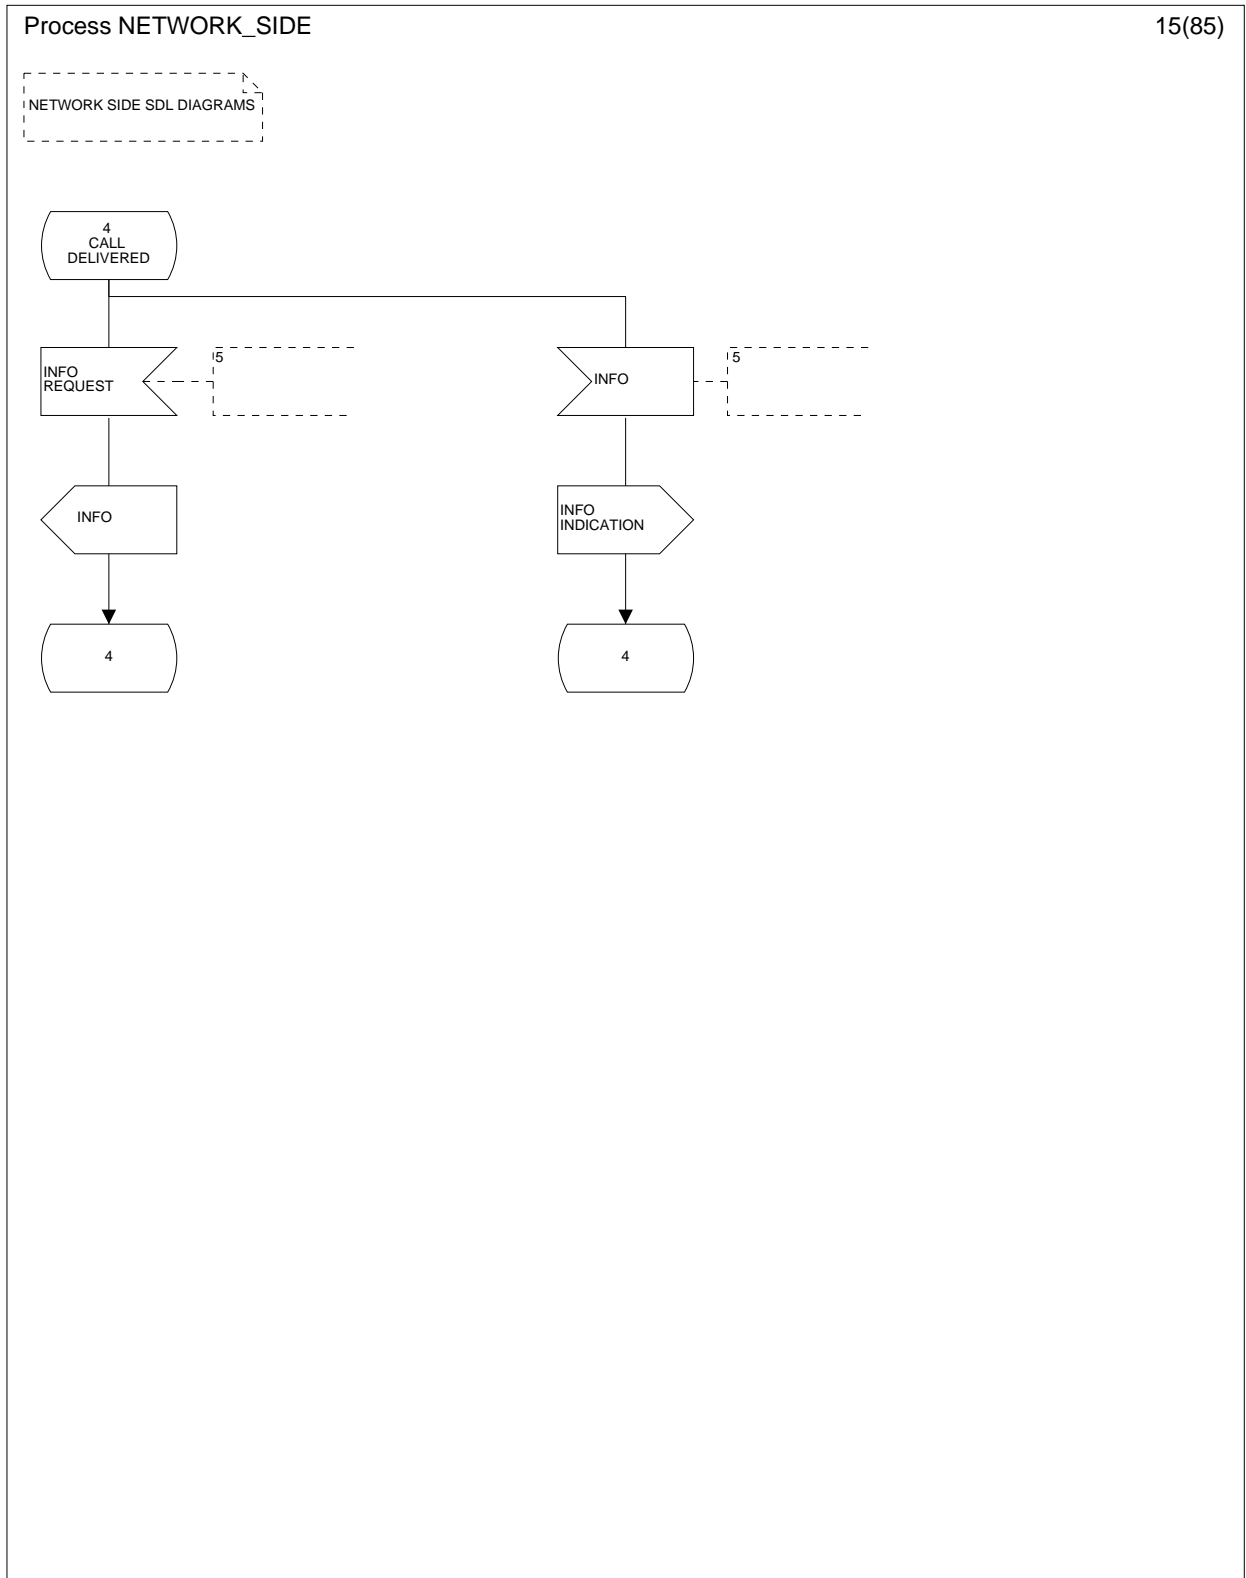 Process NETWORK_SIDE
15(85)
NETWORK SIDE SDL DIAGRAMS
4
CALL
DELIVERED
INFO
REQUEST
5
INFO
5
INFO
INFO
INDICATION
4
4